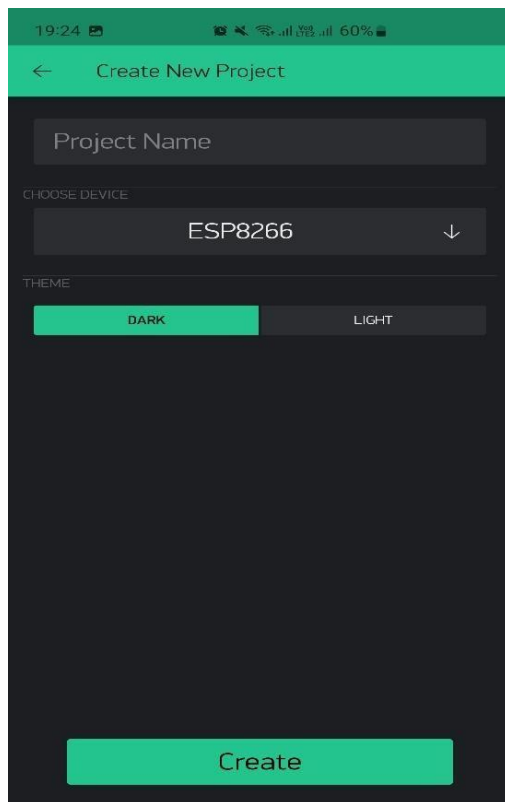 19:24 60%
Create New Project
Project Name
CHOOSE DEVICE
ESP8266
THEME
DARK LIGHT
Create